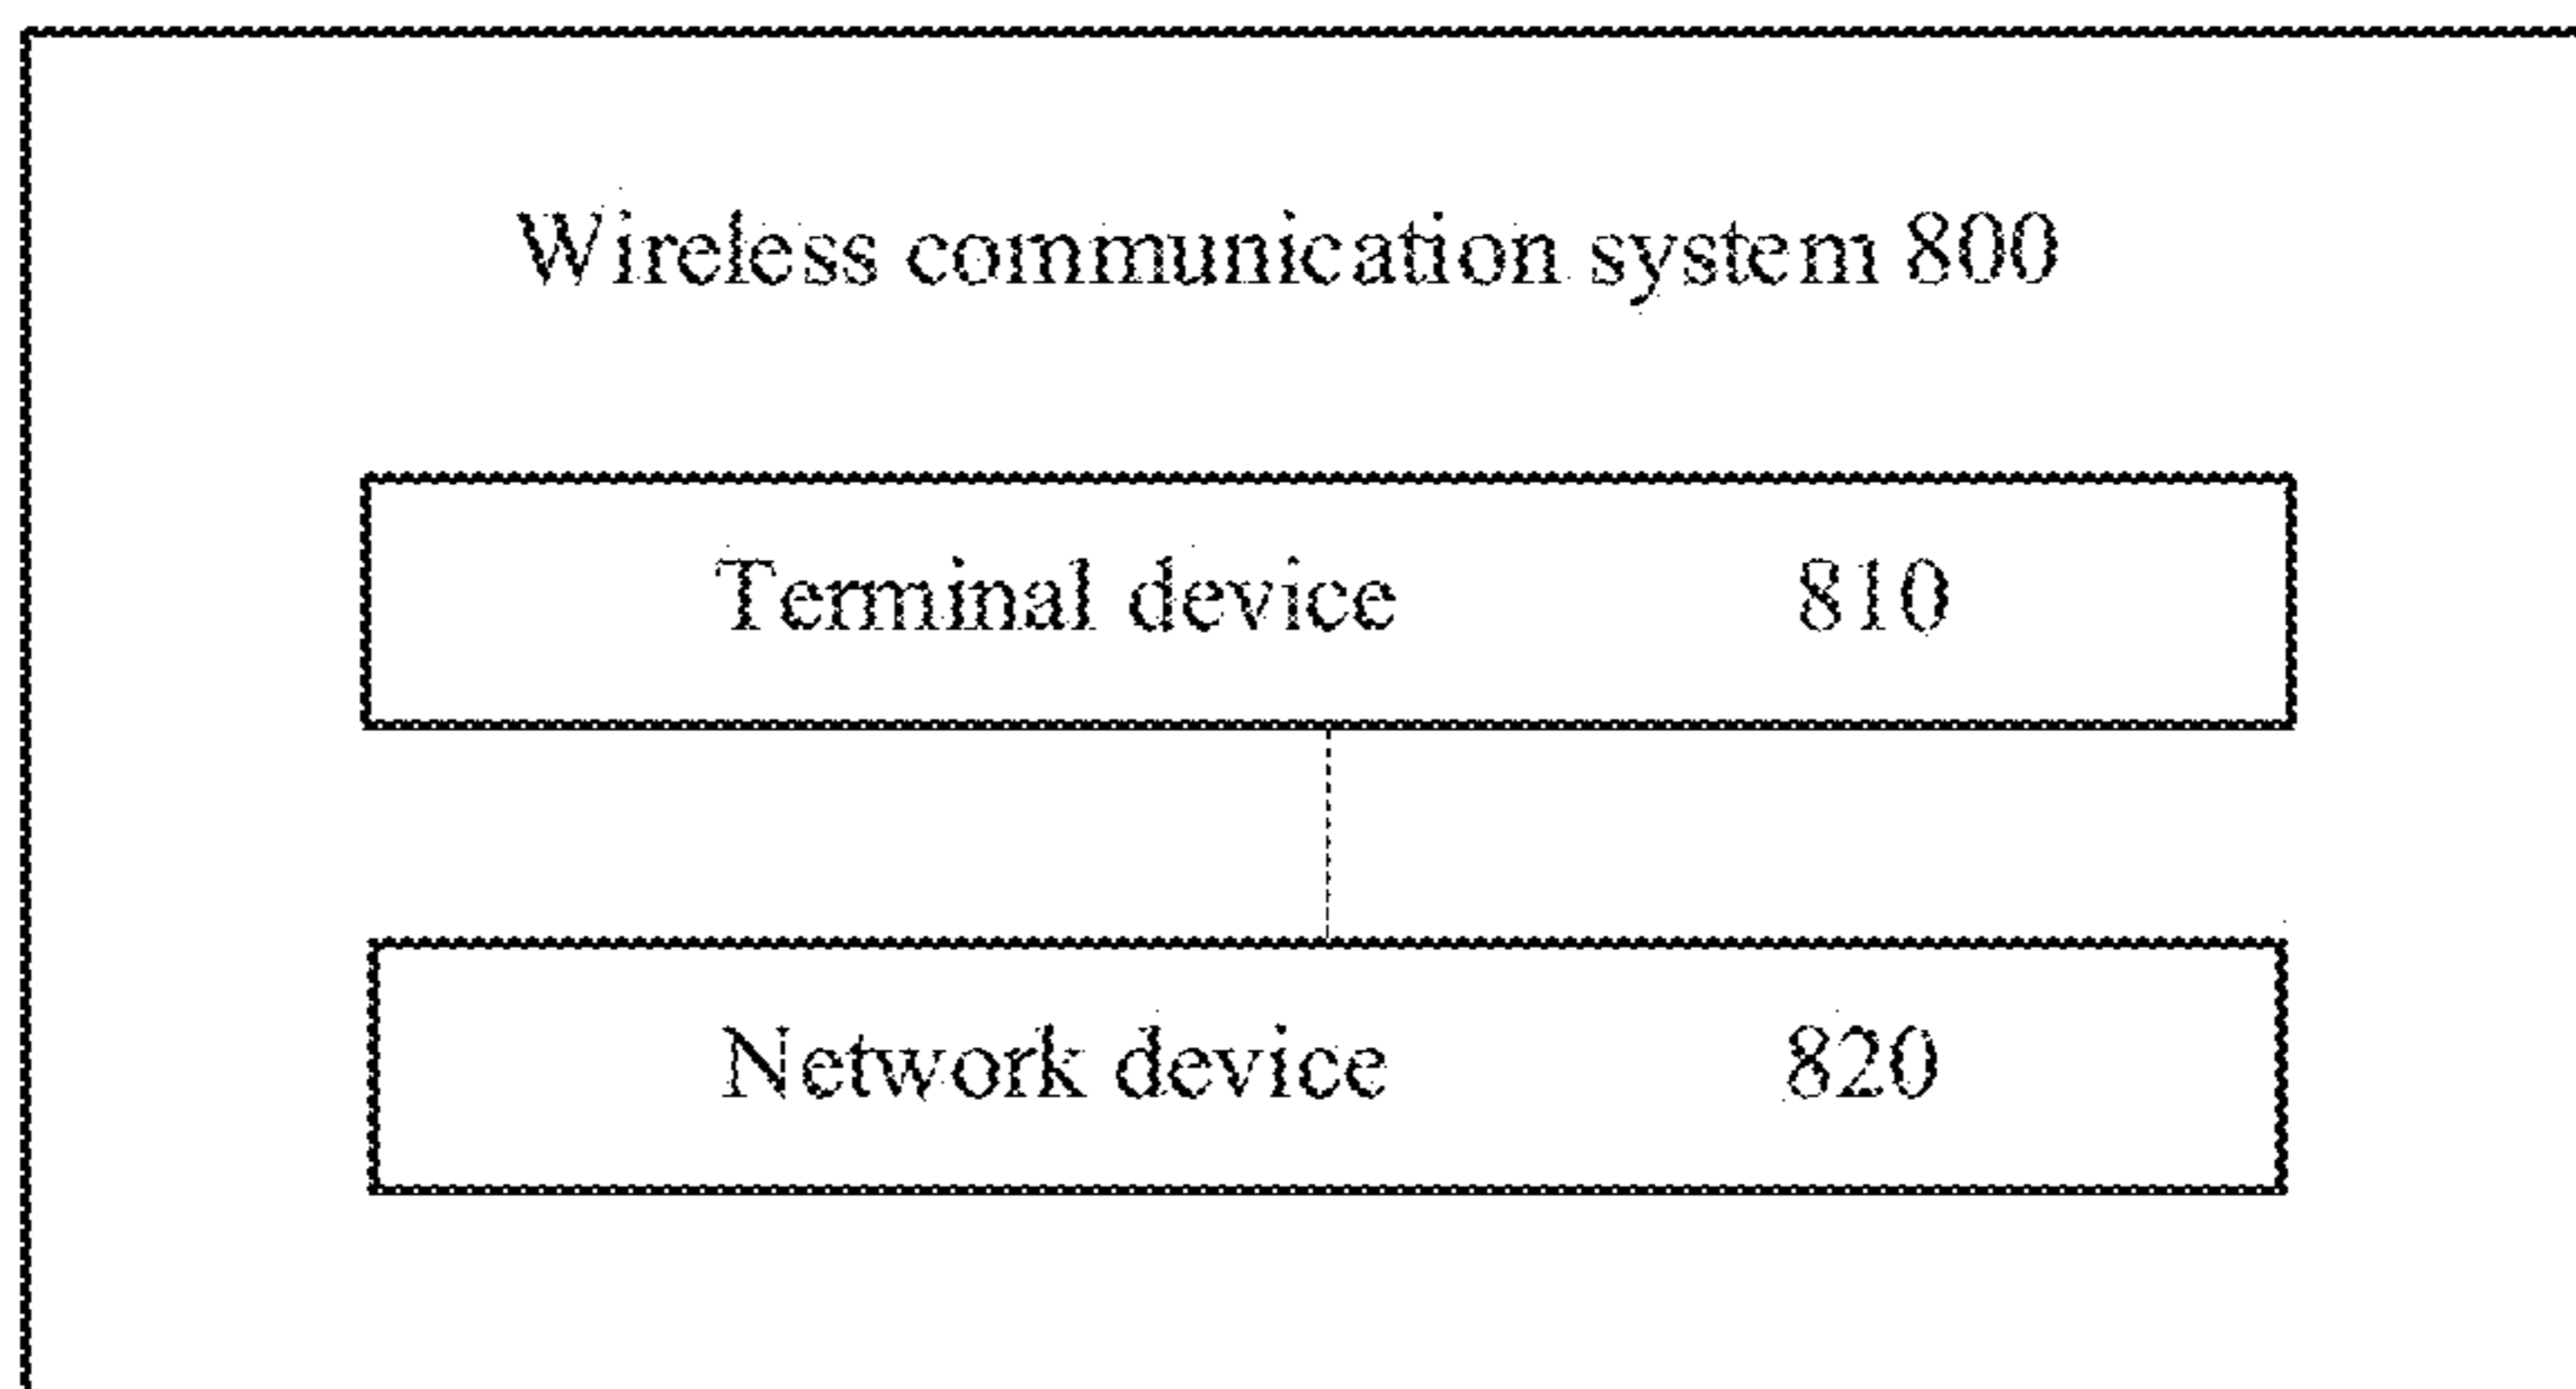 Wireless communication system 800
Terminal device 810
Network device 820